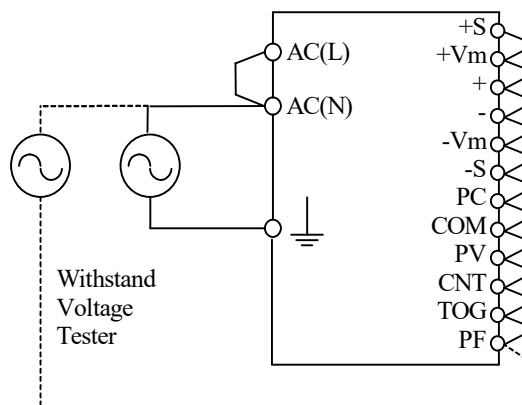 AC(L)
AC(N)
Withstand
Voltage
Tester
+S
+Vm
+
-
-Vm
-S
PC
COM
PV
CNT
TOG
PF